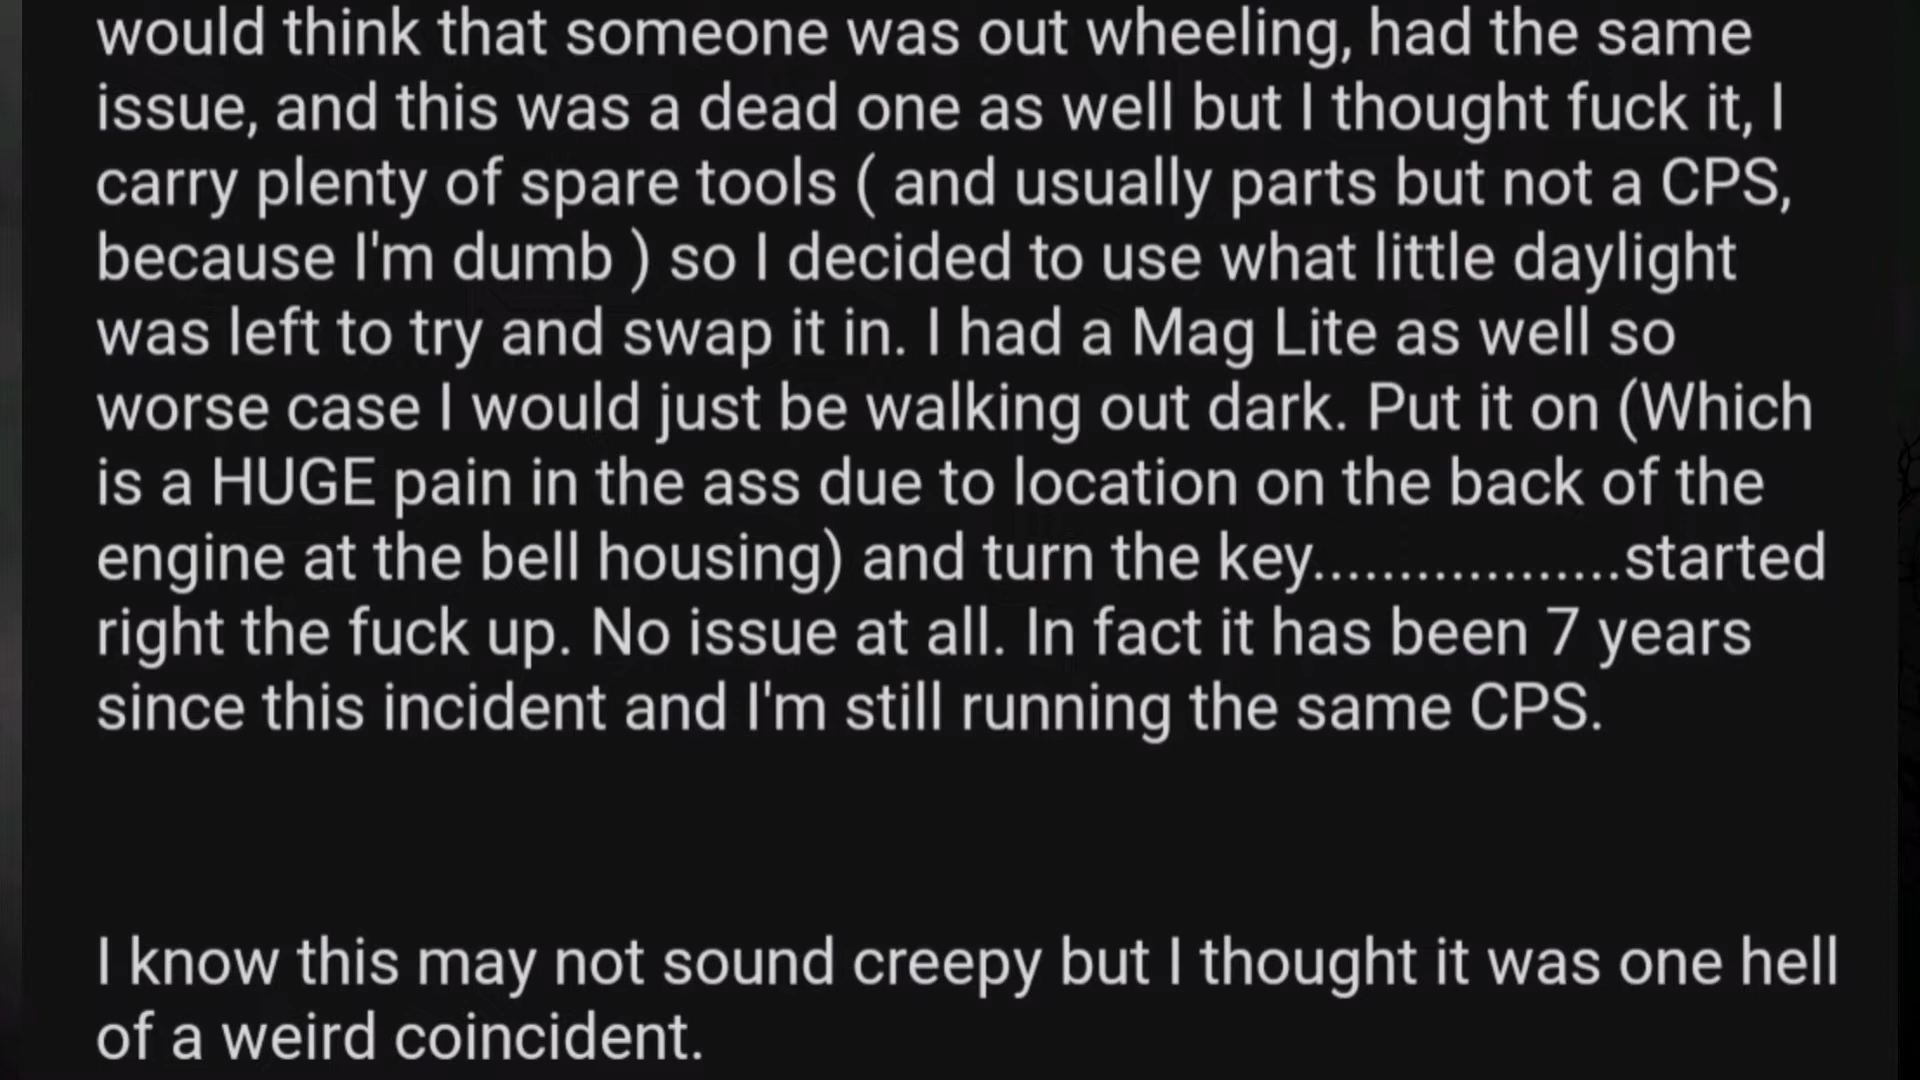 would think that someone was out wheeling, had the same
issue, and this was a dead one as well but I thought fuck it, I
carry plenty of spare tools ( and usually parts but not a CPS,
because I'm dumb ) so I decided to use what little daylight
was left to try and swap it in. I had a Mag Lite as well so
worse case I would just be walking out dark. Put it on (Which
is a HUGE pain in the ass due to location on the back of the
engine at the bell housing) and turn the key..................started
right the fuck up. No issue at all. In fact it has been 7 years
since this incident and I'm still running the same CPS.
I know this may not sound creepy but I thought it was one hell
of a weird coincident.